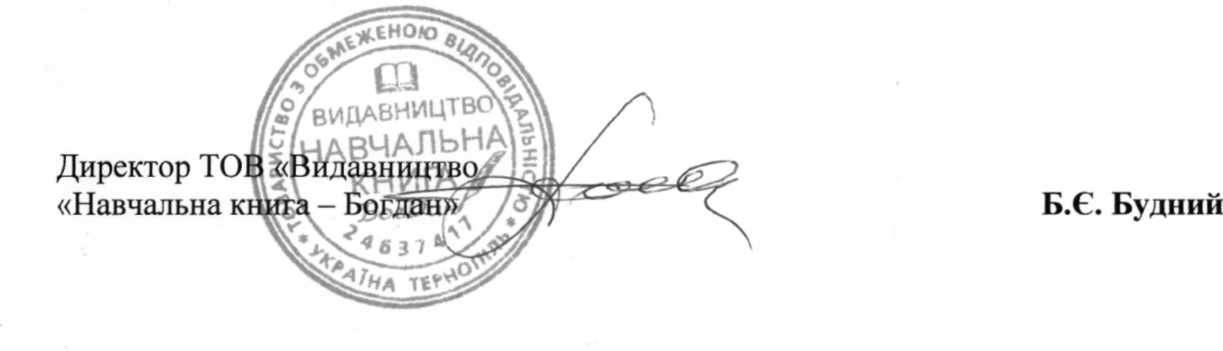 ТОВАРИСТВО З ОБМЕЖЕНОЮ ВІДПОВІДАЛЬНІСТЮ
ВИДАВНИЦТВО
НАВЧАЛЬНА
КНИГА
24637417
* УКРАЇНА ТЕРНОПІЛЬ *
Директор ТОВ «Видавництво
«Навчальна книга – Богдан»
Б.Є. Будний